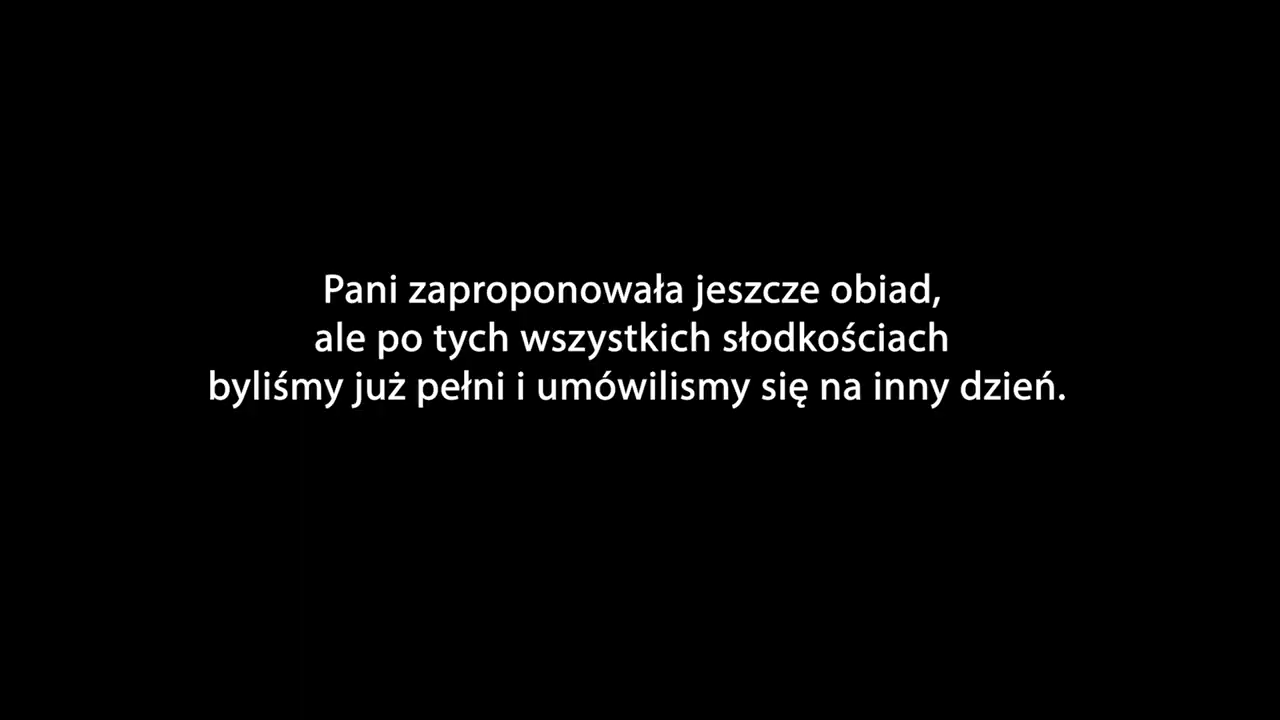 Pani zaproponowała jeszcze obiad,
ale po tych wszystkich słodkościach
byliśmy już pełni i umówilismy się na inny dzień.